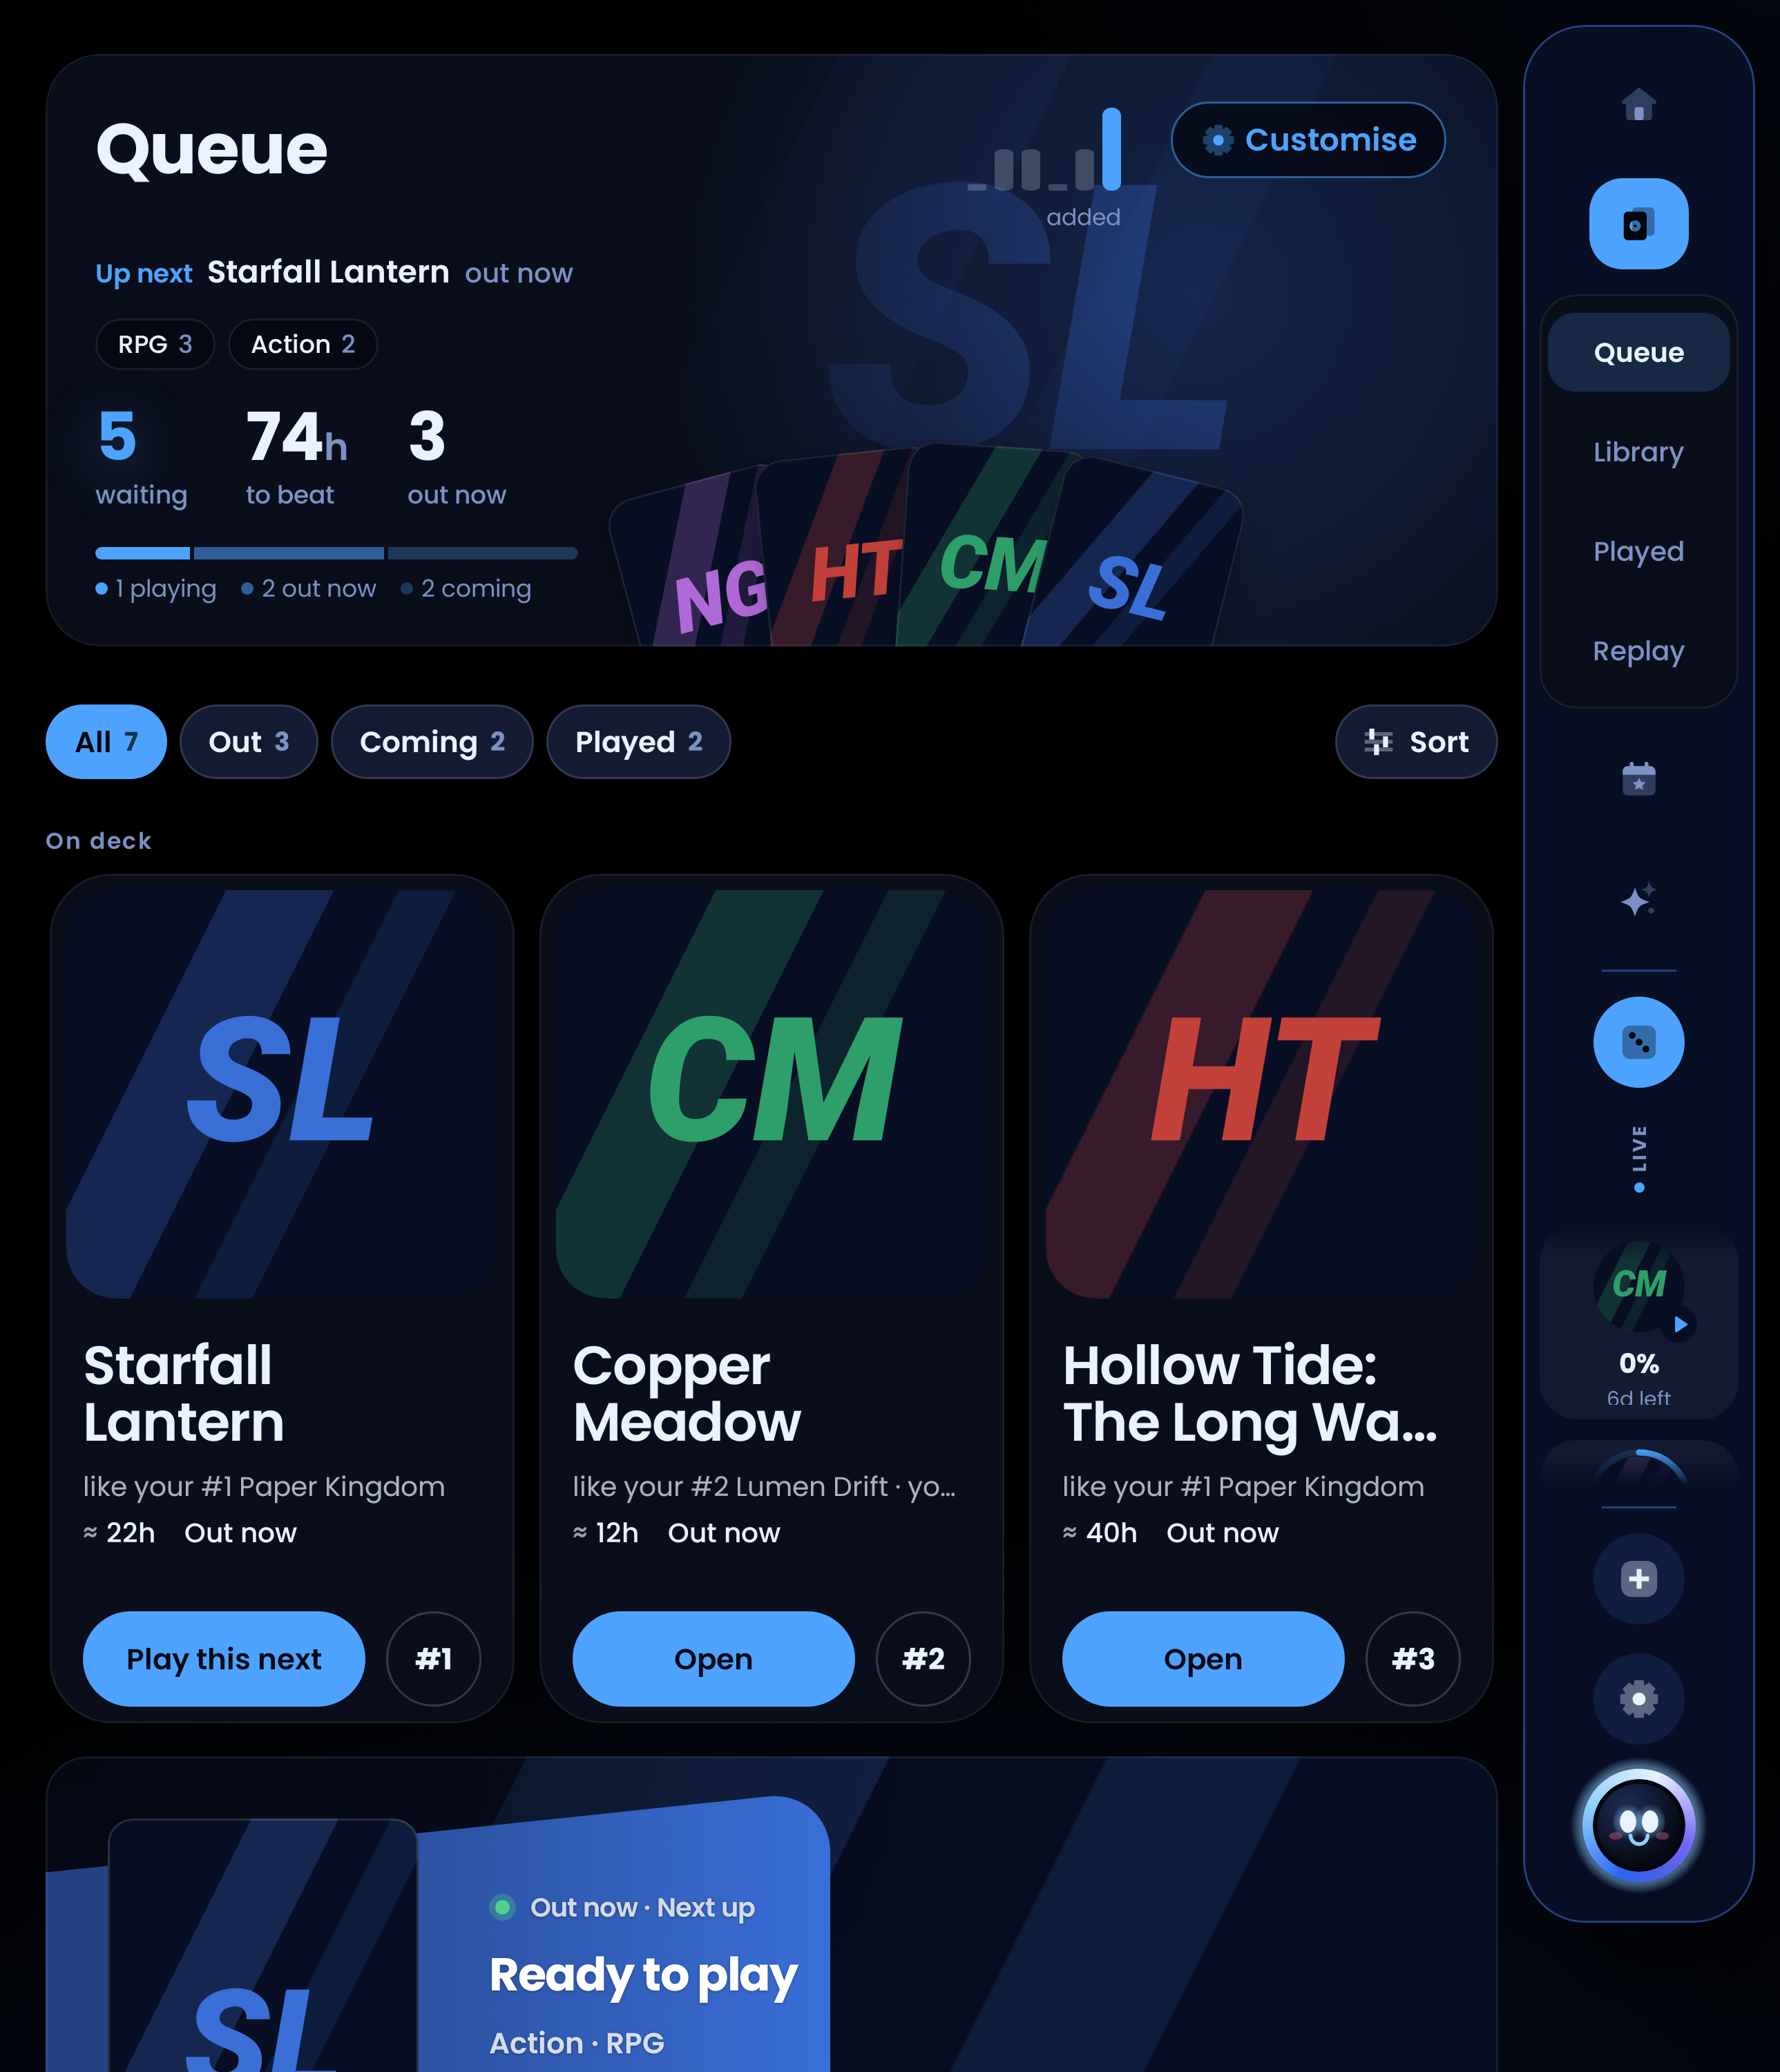 Queue
Customise
added
SL
Up next Starfall Lantern out now
RPG 3 Action 2
5 74h 3
waiting to beat out now
NG HT CM SL
1 playing 2 out now 2 coming
All 7 Out 3 Coming 2 Played 2 Sort
On deck
SL
Starfall
Lantern
like your #1 Paper Kingdom
≈ 22h Out now
Play this next #1
CM
Copper
Meadow
like your #2 Lumen Drift · yo...
≈ 12h Out now
Open #2
HT
Hollow Tide:
The Long Wa...
like your #1 Paper Kingdom
≈ 40h Out now
Open #3
SL
Out now · Next up
Ready to play
Action · RPG
Queue
Library
Played
Replay
LIVE
CM
0%
6d left